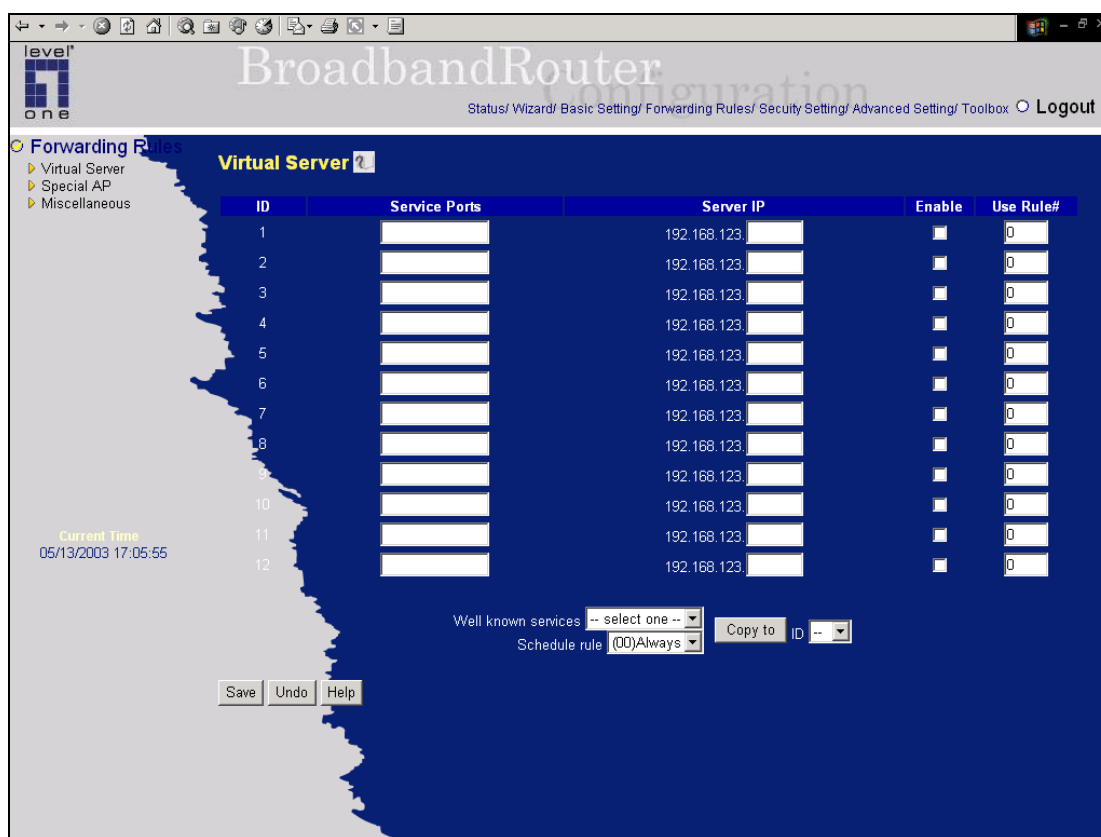 level
one
BroadbandRouter
Configuration
Status/ Wizard/ Basic Setting/ Forwarding Rules/ Secuity Setting/ Advanced Setting/ Toolbox Logout
Forwarding Rules
Virtual Server
Special AP
Miscellaneous
Virtual Server
ID Service Ports Server IP Enable Use Rule#
1 192.168.123. 0
2 192.168.123. 0
3 192.168.123. 0
4 192.168.123. 0
5 192.168.123. 0
6 192.168.123. 0
7 192.168.123. 0
8 192.168.123. 0
9 192.168.123. 0
10 192.168.123. 0
11 192.168.123. 0
12 192.168.123. 0
Current Time
05/13/2003 17:05:55
Well known services -- select one --
Schedule rule (00)Always
Copy to ID --
Save Undo Help